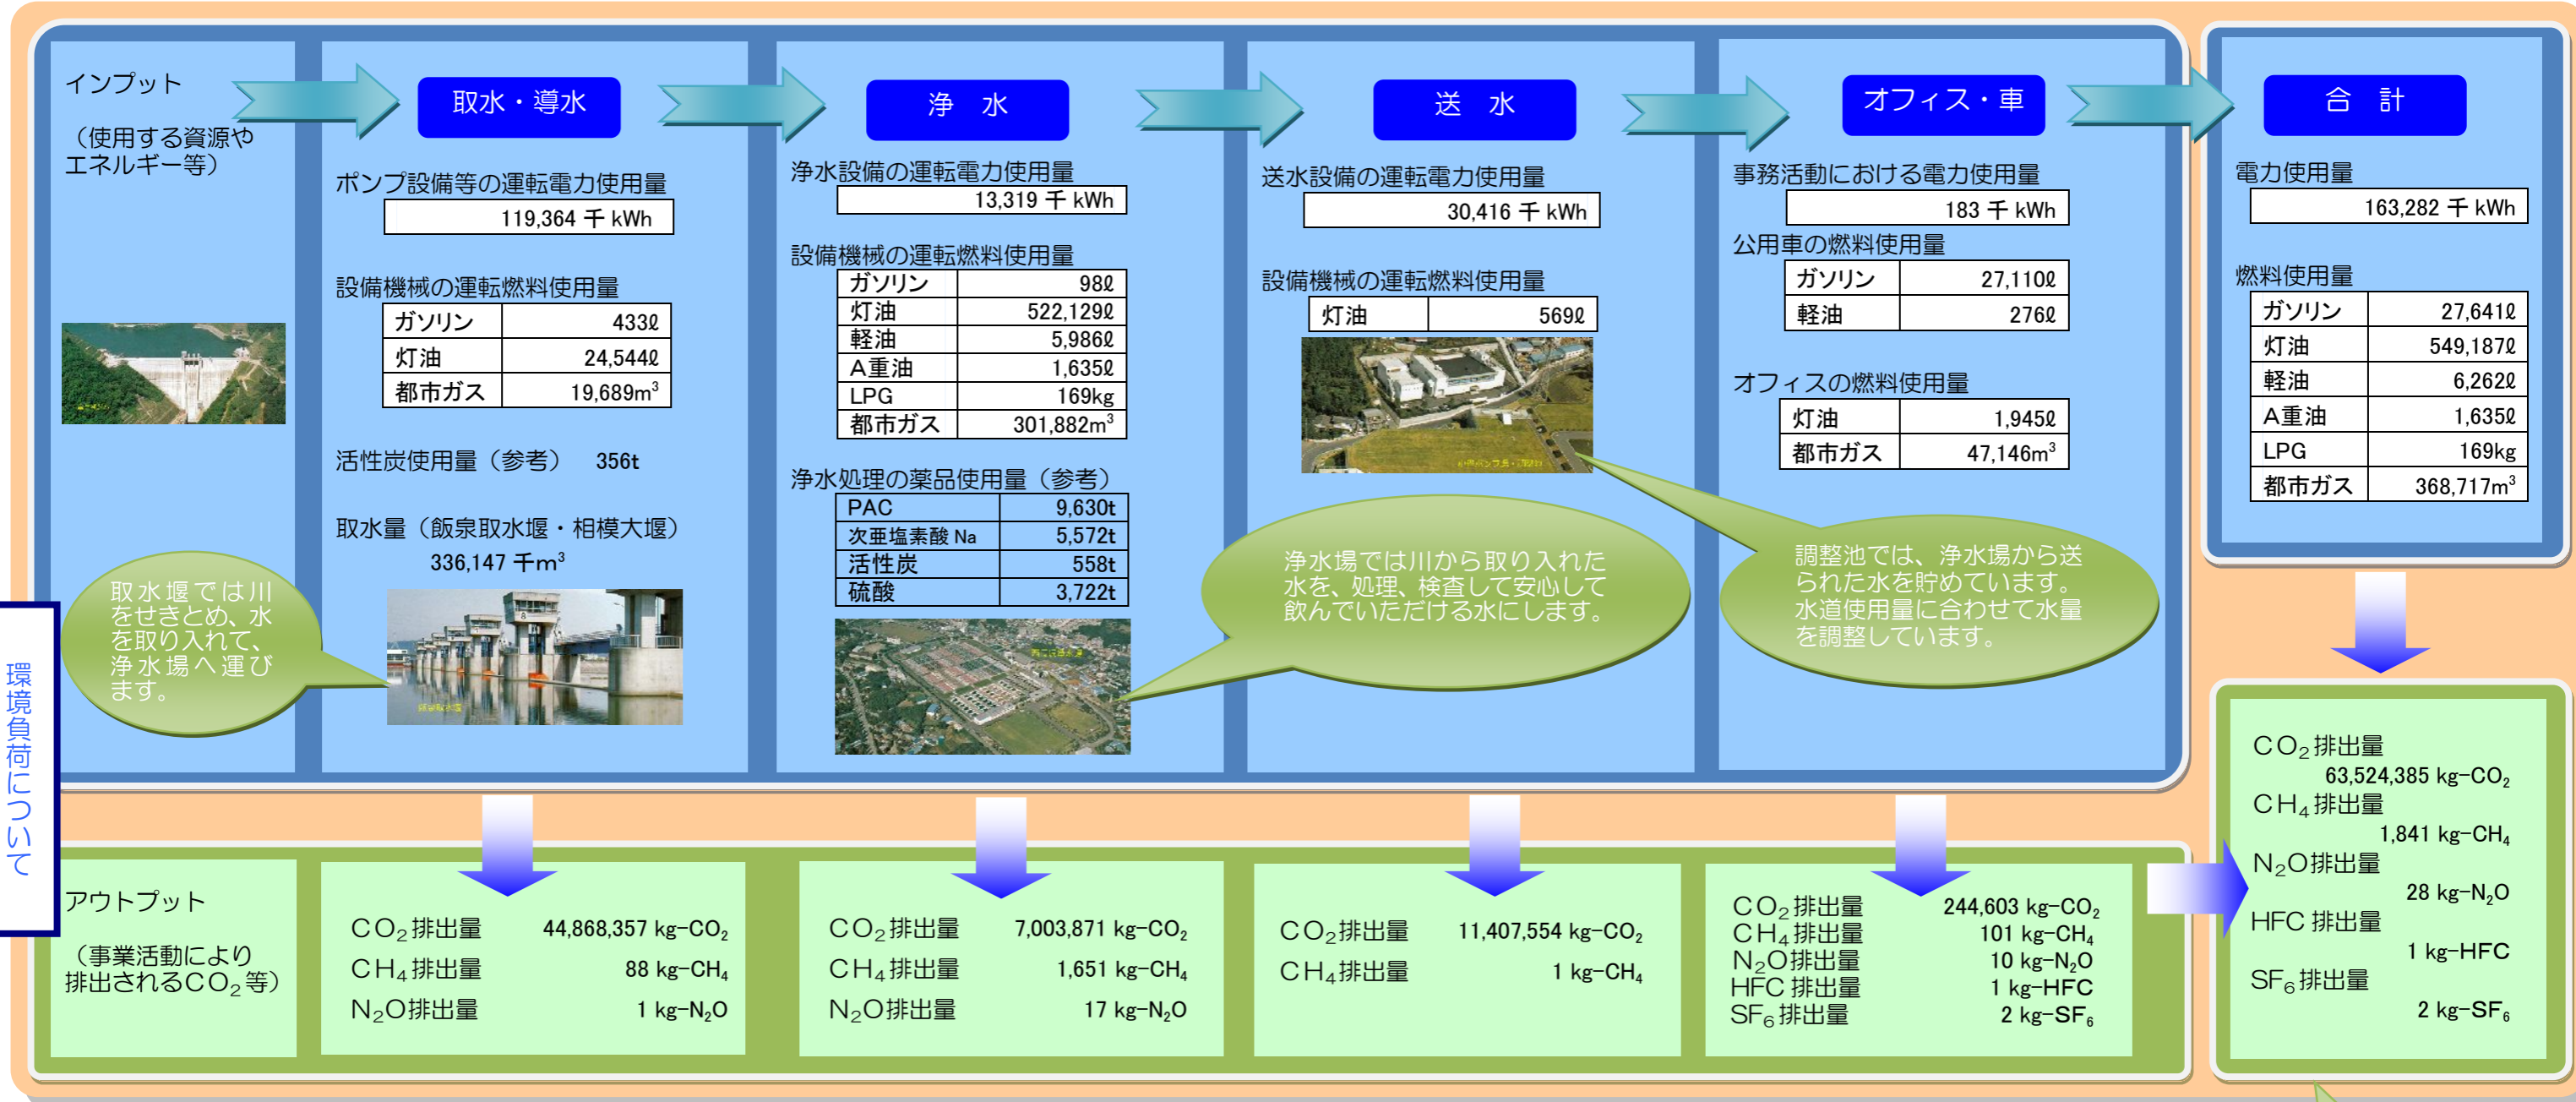 インプット
（使用する資源や
エネルギー等）
取水・導水
ポンプ設備等の運転電力使用量
119,364 千 kWh
設備機械の運転燃料使用量
ガソリン 433ℓ
灯油 24,544ℓ
都市ガス 19,689m³
活性炭使用量（参考） 356t
取水量（飯泉取水堰・相模大堰）
336,147 千m³
取水堰では川
をせきとめ、水
を取り入れて、
浄水場へ運び
ます。
飯泉取水堰
浄 水
浄水設備の運転電力使用量
13,319 千 kWh
設備機械の運転燃料使用量
ガソリン 98ℓ
灯油 522,129ℓ
軽油 5,986ℓ
A重油 1,635ℓ
LPG 169kg
都市ガス 301,882m³
浄水処理の薬品使用量（参考）
PAC 9,630t
次亜塩素酸 Na 5,572t
活性炭 558t
硫酸 3,722t
浄水場では川から取り入れた
水を、処理、検査して安心して
飲んでいただける水にします。
送 水
送水設備の運転電力使用量
30,416 千 kWh
設備機械の運転燃料使用量
灯油 569ℓ
調整池では、浄水場から送
られた水を貯めています。
水道使用量に合わせて水量
を調整しています。
オフィス・車
事務活動における電力使用量
183 千 kWh
公用車の燃料使用量
ガソリン 27,110ℓ
軽油 276ℓ
オフィスの燃料使用量
灯油 1,945ℓ
都市ガス 47,146m³
合 計
電力使用量
163,282 千 kWh
燃料使用量
ガソリン 27,641ℓ
灯油 549,187ℓ
軽油 6,262ℓ
A重油 1,635ℓ
LPG 169kg
都市ガス 368,717m³
環境負荷について
アウトプット
（事業活動により
排出されるCO₂等）
CO₂排出量 44,868,357 kg-CO₂
CH₄排出量 88 kg-CH₄
N₂O排出量 1 kg-N₂O
CO₂排出量 7,003,871 kg-CO₂
CH₄排出量 1,651 kg-CH₄
N₂O排出量 17 kg-N₂O
CO₂排出量 11,407,554 kg-CO₂
CH₄排出量 1 kg-CH₄
CO₂排出量 244,603 kg-CO₂
CH₄排出量 101 kg-CH₄
N₂O排出量 10 kg-N₂O
HFC排出量 1 kg-HFC
SF₆排出量 2 kg-SF₆
CO₂排出量
63,524,385 kg-CO₂
CH₄排出量
1,841 kg-CH₄
N₂O排出量
28 kg-N₂O
HFC排出量
1 kg-HFC
SF₆排出量
2 kg-SF₆